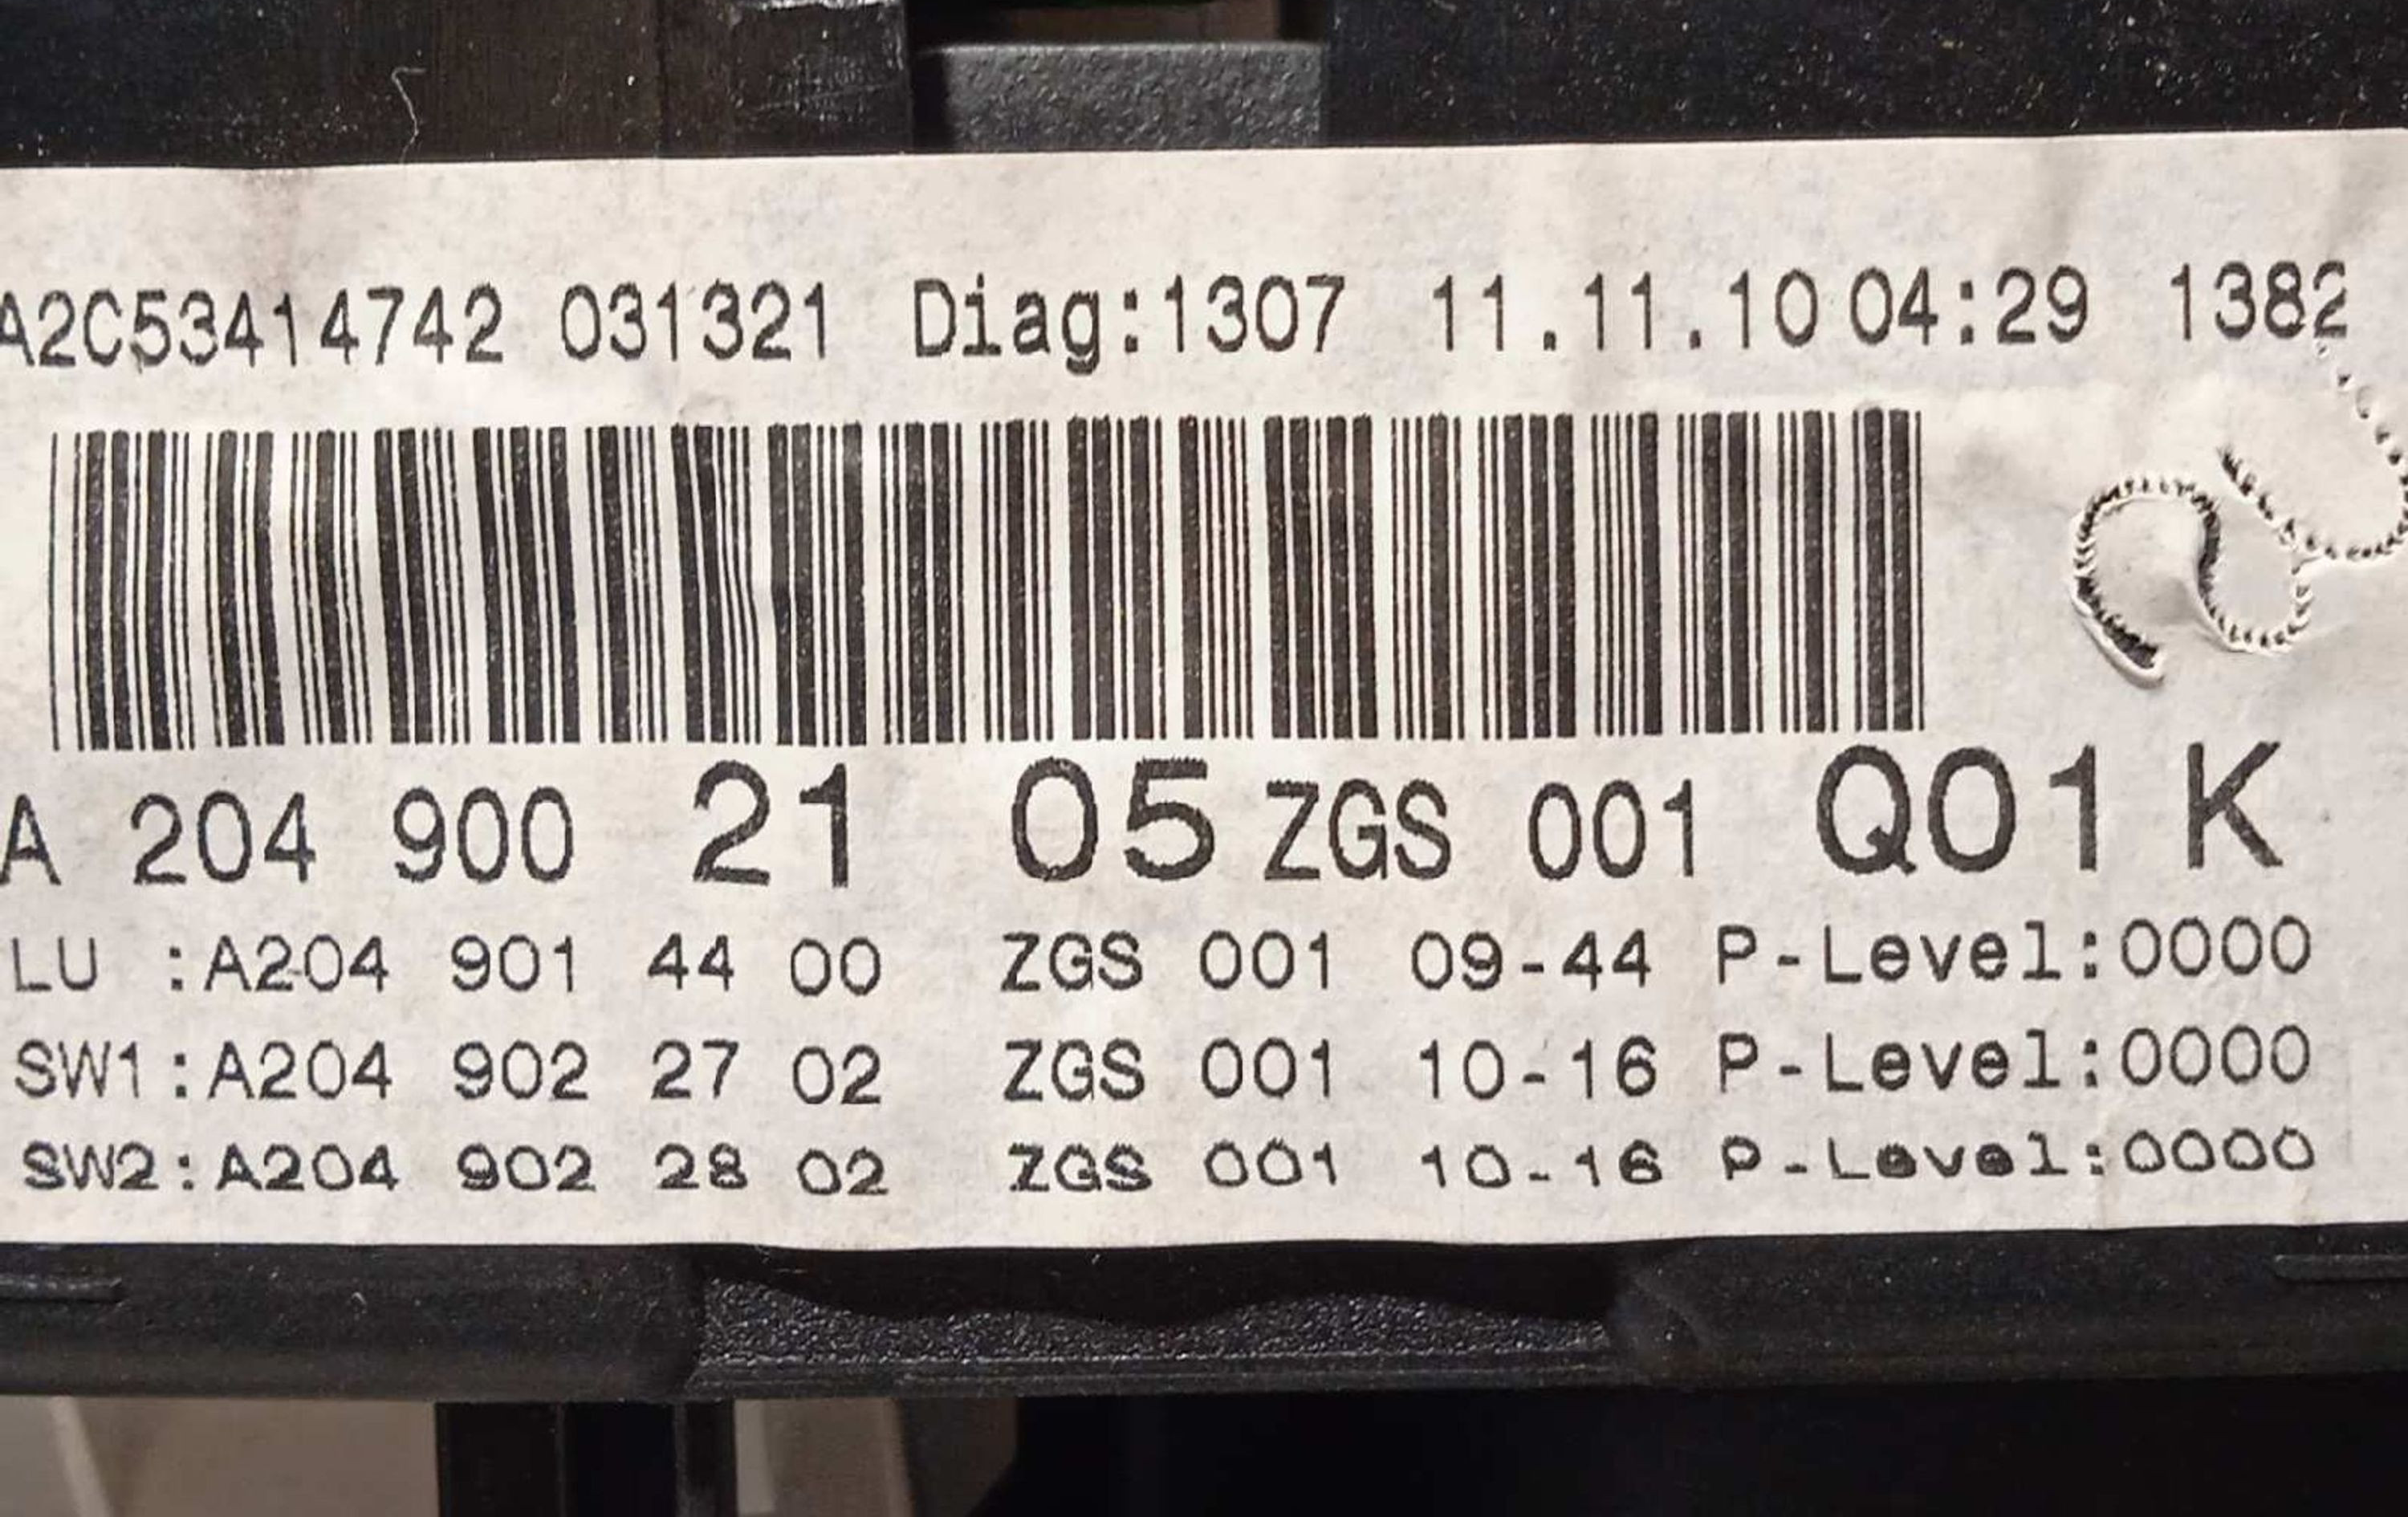 A2C53414742 031321 Diag:1307 11.11.10 04:29 1382
A 204 900 21 05 ZGS 001 Q01 K
LU :A204 901 44 00 ZGS 001 09-44 P-Level:0000
SW1:A204 902 27 02 ZGS 001 10-16 P-Level:0000
SW2:A204 902 28 02 ZGS 001 10-16 P-Level:0000